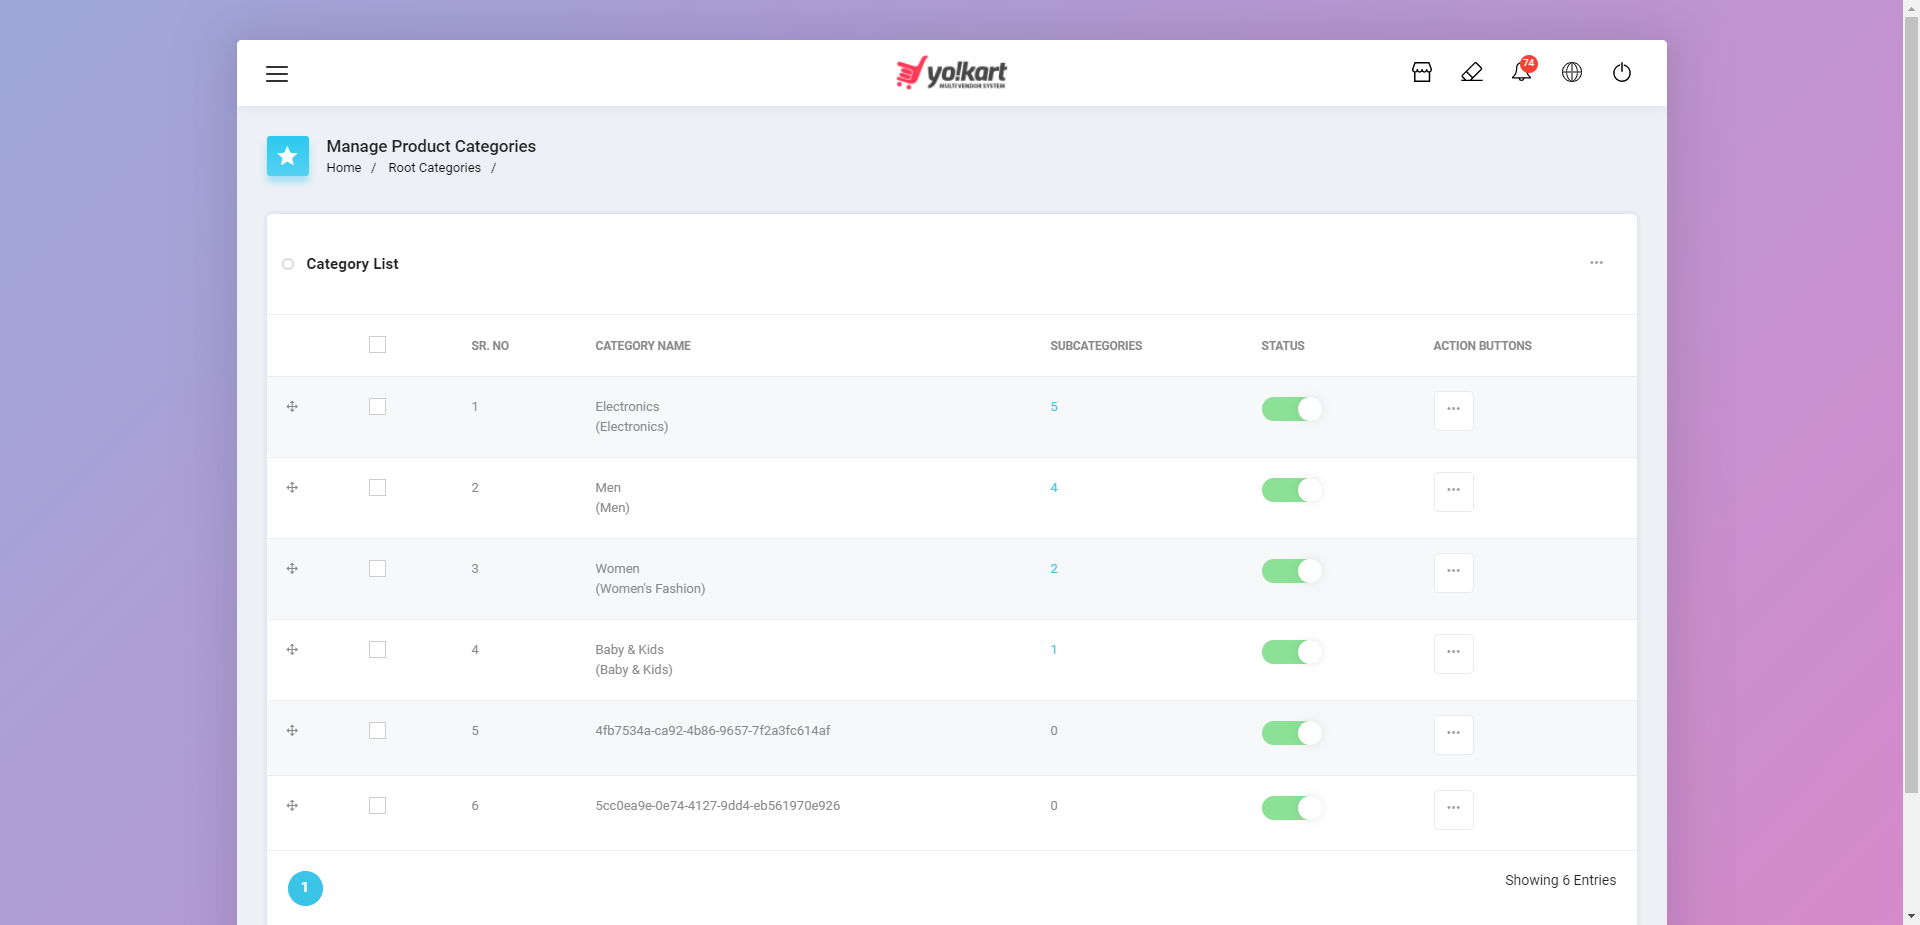 yo!kart
MULTI VENDOR SYSTEM
74
Manage Product Categories
Home / Root Categories /
Category List
SR. NO CATEGORY NAME SUBCATEGORIES STATUS ACTION BUTTONS
1 Electronics 5
(Electronics)
2 Men 4
(Men)
3 Women 2
(Women's Fashion)
4 Baby & Kids 1
(Baby & Kids)
5 4fb7534a-ca92-4b86-9657-7f2a3fc614af 0
6 5cc0ea9e-0e74-4127-9dd4-eb561970e926 0
1 Showing 6 Entries